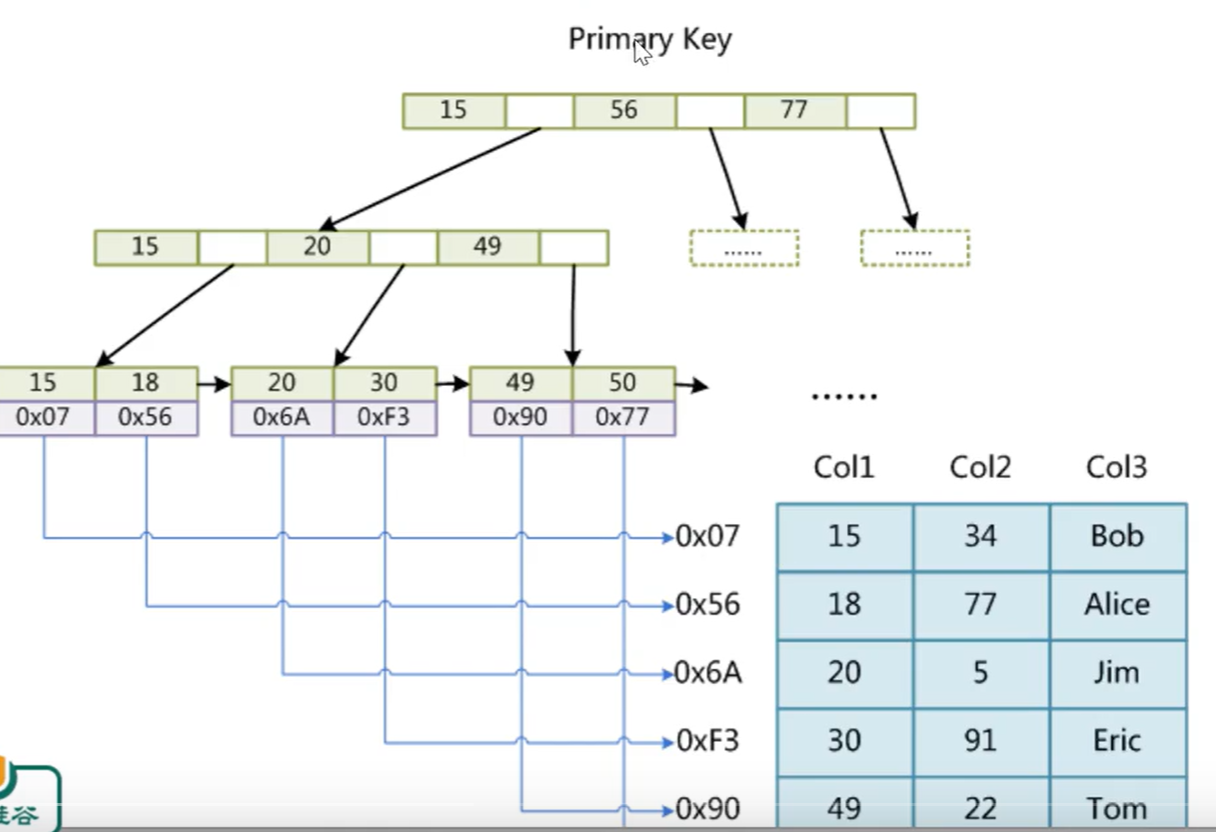 Primary Key
15 56 77
15 20 49 ...... ......
15 18 20 30 49 50
0x07 0x56 0x6A 0xF3 0x90 0x77
......
Col1 Col2 Col3
0x07 15 34 Bob
0x56 18 77 Alice
0x6A 20 5 Jim
0xF3 30 91 Eric
0x90 49 22 Tom
硅谷